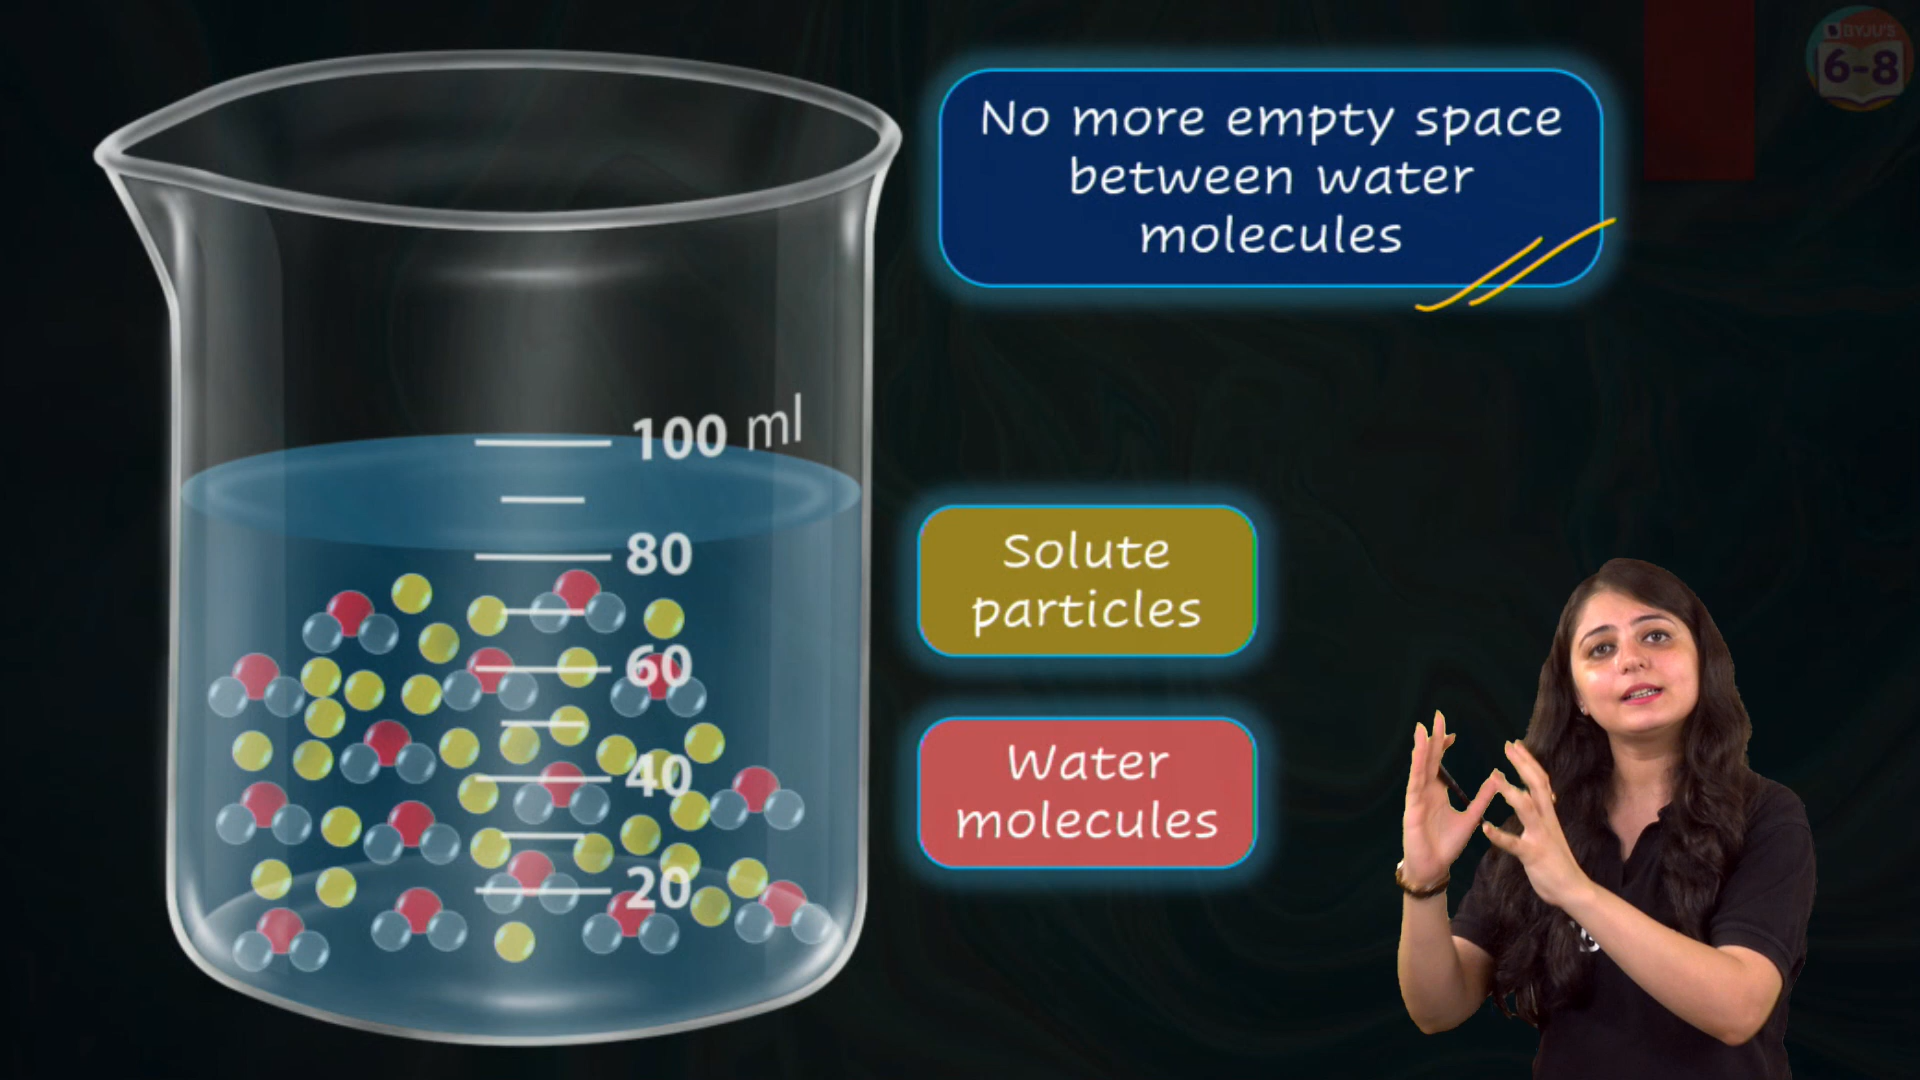 BYJU'S
6-8
No more empty space
between water
molecules
100 ml
80
60
40
20
Solute
particles
Water
molecules